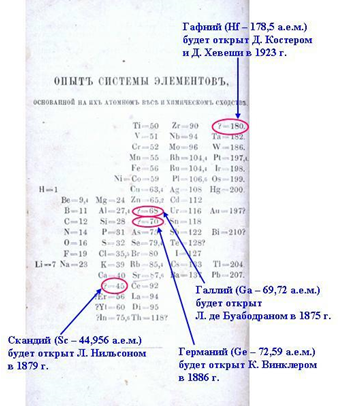 Гафний (Hf – 178,5 а.е.м.)
будет открыт Д. Костером
и Д. Хевеши в 1923 г.
ОПЫТЪ СИСТЕМЫ ЭЛЕМЕНТОВЪ,
ОСНОВАННОЙ НА ИХЪ АТОМНОМЪ ВѢСѢ И ХИМИЧЕСКОМЪ СХОДСТВѢ.
Ti=50 Zr=90 ?=180.
V=51 Nb=94 Ta=182.
Cr=52 Mo=96 W=186.
Mn=55 Rh=104,4 Pt=197,4
Fe=56 Ru=104,4 Ir=198.
Ni=Co=59 Pl=106,6 Os=199.
H=1 Cu=63,4 Ag=108 Hg=200.
Be=9,4 Mg=24 Zn=65,2 Cd=112
B=11 Al=27,4 ?=68 Ur=116 Au=197?
C=12 Si=28 ?=70 Sn=118
N=14 P=31 As=75 Sb=122 Bi=210?
O=16 S=32 Se=79,4 Te=128?
F=19 Cl=35,5 Br=80 I=127
Li=7 Na=23 K=39 Rb=85,4 Cs=133 Tl=204
Ca=40 Sr=87,6 Ba=137 Pb=207.
?=45 Ce=92
?Er=56 La=94
?Yt=60 Di=95
?In=75,6 Th=118?
Галлий (Ga – 69,72 а.е.м.)
будет открыт
Л. де Буабодраном в 1875 г.
Скандий (Sc – 44,956 а.е.м.)
будет открыт Л. Нильсоном
в 1879 г.
Германий (Ge – 72,59 а.е.м.)
будет открыт К. Винклером
в 1886 г.